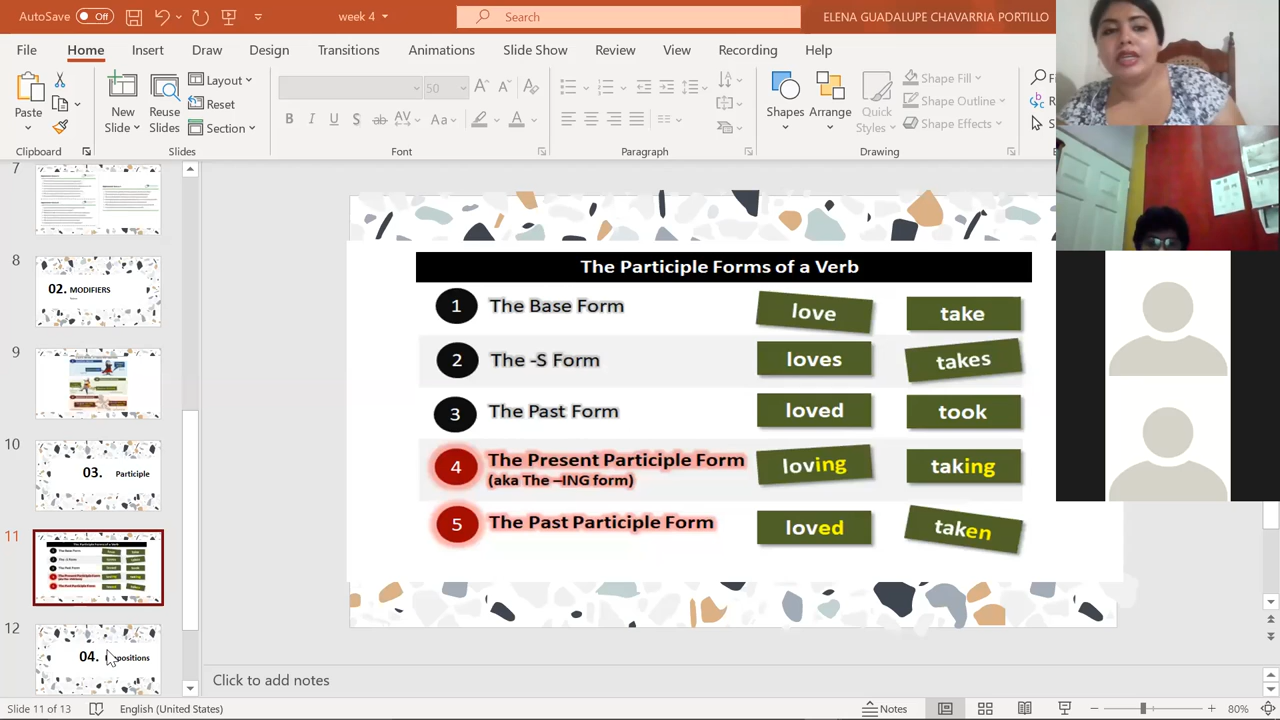 AutoSave Off week 4 Search ELENA GUADALUPE CHAVARRIA PORTILLO
File Home Insert Draw Design Transitions Animations Slide Show Review View Recording Help
Paste New Slide Reuse Slides Layout Reset Section
B I U S ab AV Aa A
Shapes Arrange Quick Styles Shape Fill Shape Outline Shape Effects
Clipboard Slides Font Paragraph Drawing
7
8
02. MODIFIERS
9
10
03. Participle
11
12
04.
The Participle Forms of a Verb
1 The Base Form love take
2 The -S Form loves takes
3 The Past Form loved took
4 The Present Participle Form loving taking
(aka The –ING form)
5 The Past Participle Form loved taken
Click to add notes
Slide 11 of 13 English (United States) Notes 80%